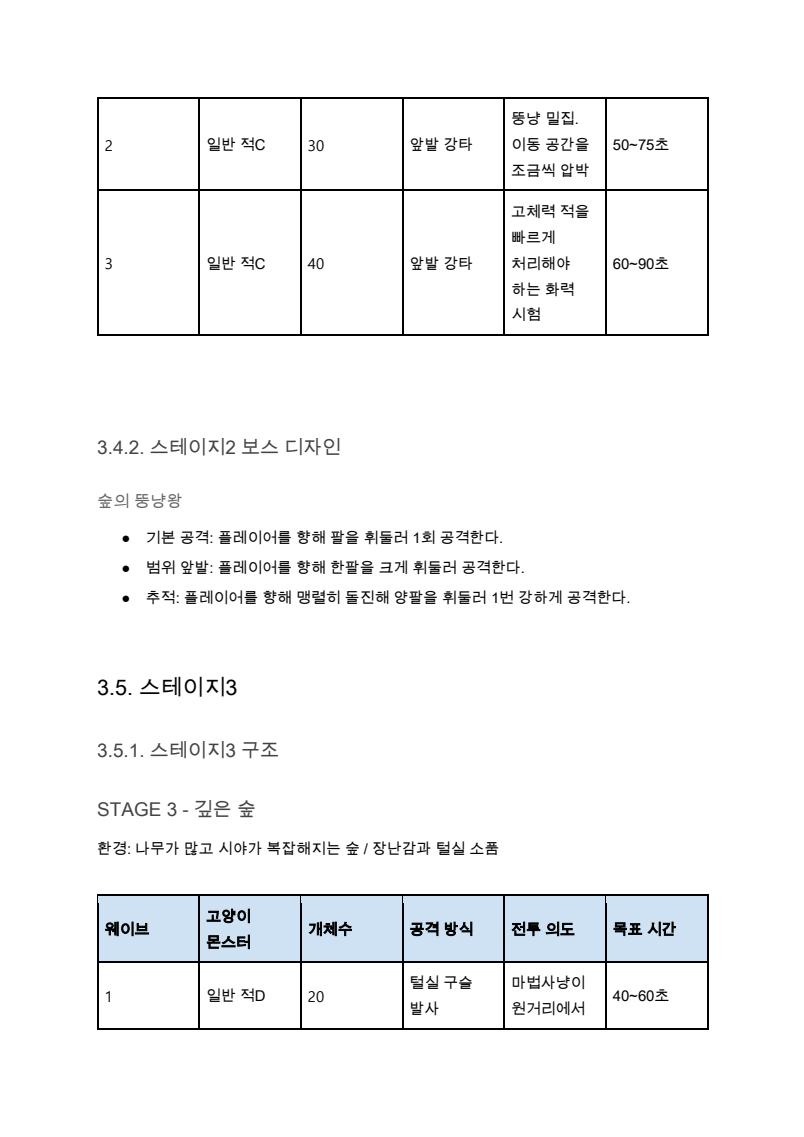 2
일반 적C
30
앞발 강타
뚱냥 밀집.
이동 공간을
조금씩 압박
50~75초
3
일반 적C
40
앞발 강타
고체력 적을
빠르게
처리해야
하는 화력
시험
60~90초
3.4.2. 스테이지2 보스 디자인
숲의 뚱냥왕
● 기본 공격: 플레이어를 향해 팔을 휘둘러 1회 공격한다.
● 범위 앞발: 플레이어를 향해 한팔을 크게 휘둘러 공격한다.
● 추적: 플레이어를 향해 맹렬히 돌진해 양팔을 휘둘러 1번 강하게 공격한다.
3.5. 스테이지3
3.5.1. 스테이지3 구조
STAGE 3 - 깊은 숲
환경: 나무가 많고 시야가 복잡해지는 숲 / 장난감과 털실 소품
웨이브
고양이
몬스터
개체수
공격 방식
전투 의도
목표 시간
1
일반 적D
20
털실 구슬
발사
마법사냥이
원거리에서
40~60초